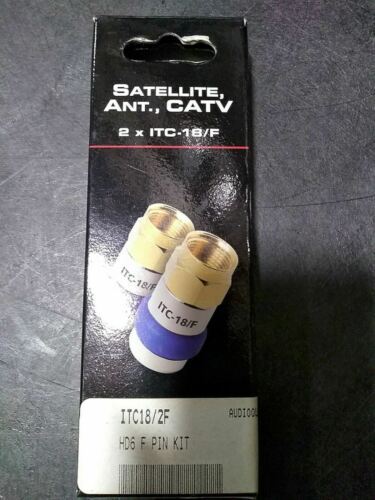 SATELLITE,
ANT., CATV
2 x ITC-18/F
ITC-18/F
ITC-18/F
ITC18/2F
HD6 F PIN KIT